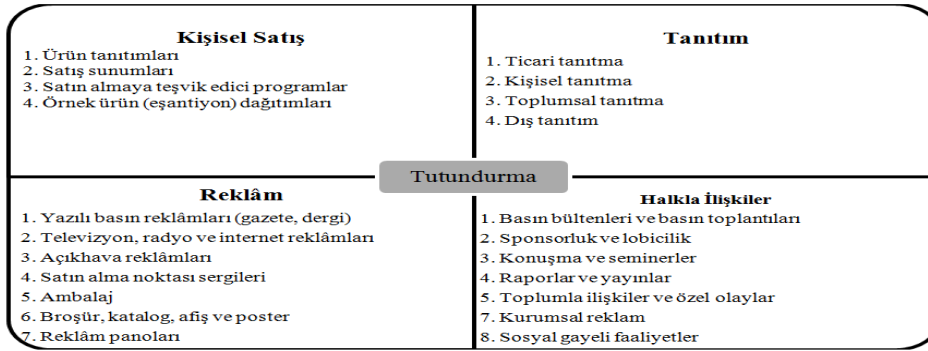 Kişisel Satış
1. Ürün tanıtımları
2. Satış sunumları
3. Satın almaya teşvik edici programlar
4. Örnek ürün (eşantiyon) dağıtımları
Tanıtım
1. Ticari tanıtma
2. Kişisel tanıtma
3. Toplumsal tanıtma
4. Dış tanıtım
Tutundurma
Reklâm
1. Yazılı basın reklâmları (gazete, dergi)
2. Televizyon, radyo ve internet reklâmları
3. Açıkhava reklâmları
4. Satın alma noktası sergileri
5. Ambalaj
6. Broşür, katalog, afiş ve poster
7. Reklâm panoları
Halkla İlişkiler
1. Basın bültenleri ve basın toplantıları
2. Sponsorluk ve lobicilik
3. Konuşma ve seminerler
4. Raporlar ve yayınlar
5. Toplumla ilişkiler ve özel olaylar
7. Kurumsal reklam
8. Sosyal gayeli faaliyetler